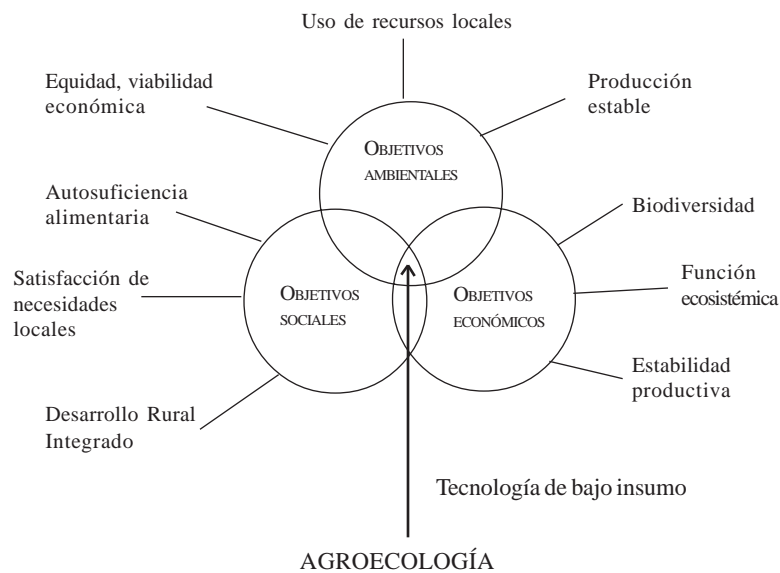 Uso de recursos locales
Equidad, viabilidad
económica
Producción
estable
OBJETIVOS
AMBIENTALES
Autosuficiencia
alimentaria
Biodiversidad
Satisfacción de
necesidades
locales
OBJETIVOS
SOCIALES
OBJETIVOS
ECONÓMICOS
Función
ecosistémica
Estabilidad
productiva
Desarrollo Rural
Integrado
Tecnología de bajo insumo
AGROECOLOGÍA